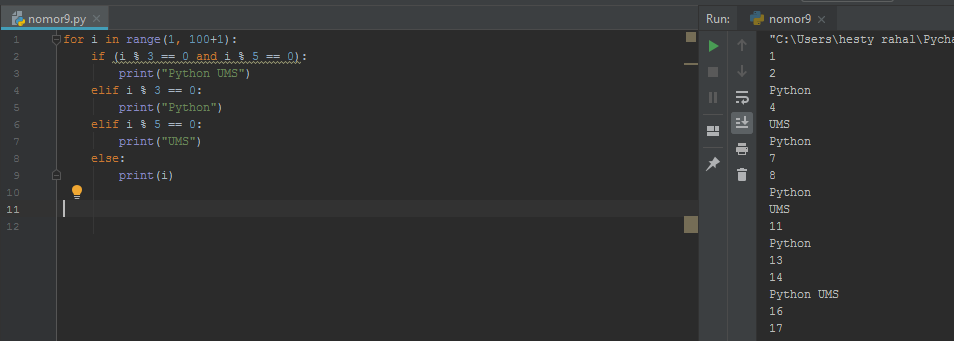 nomor9.py
1 for i in range(1, 100+1):
2     if (i % 3 == 0 and i % 5 == 0):
3         print("Python UMS")
4     elif i % 3 == 0:
5         print("Python")
6     elif i % 5 == 0:
7         print("UMS")
8     else:
9         print(i)
10
11
12
Run: nomor9
"C:\Users\hesty rahal\Pycha
1
2
Python
4
UMS
Python
7
8
Python
UMS
11
Python
13
14
Python UMS
16
17